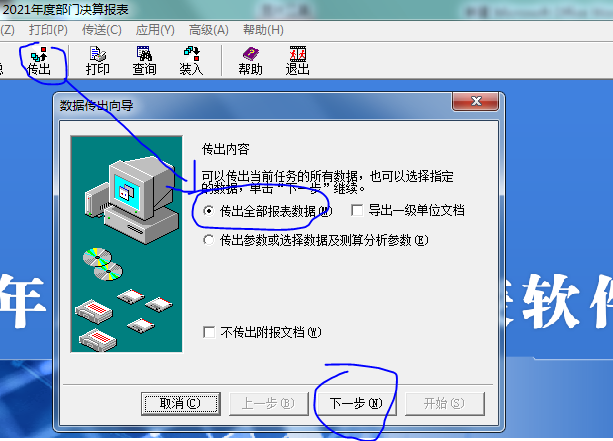 2021年度部门决算报表
(Z) 打印(P) 传送(C) 应用(Y) 高级(A) 帮助(H)
传出 打印 查询 装入 帮助 退出
数据传出向导
传出内容
可以传出当前任务的所有数据，也可以选择指定
的数据，单击“下一步”继续。
传出全部报表数据(M) 导出一级单位文档
传出参数或选择数据及测算分析参数(E)
年 软件
不传出附报文档(W)
取消(C) 上一步(B) 下一步(N) 开始(S)